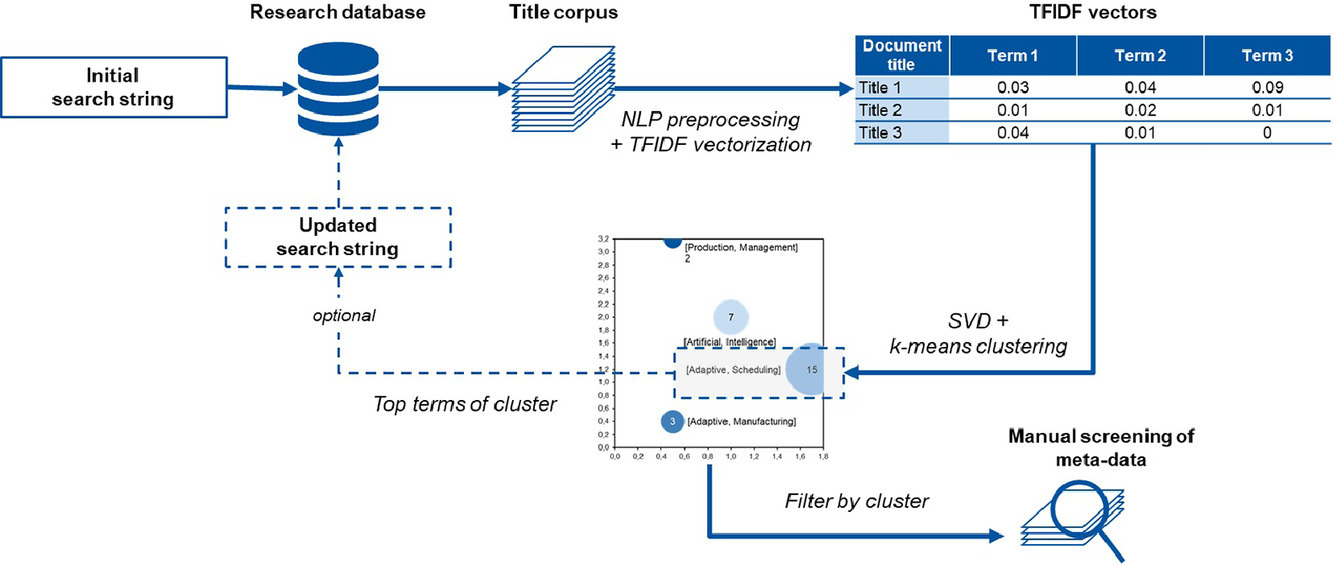 Research database
Title corpus
TFIDF vectors
Initial
search string
Document
title
Term 1
Term 2
Term 3
Title 1
0.03
0.04
0.09
Title 2
0.01
0.02
0.01
Title 3
0.04
0.01
0
NLP preprocessing
+ TFIDF vectorization
Updated
search string
optional
Top terms of cluster
3,2
3,0
2,8
2,6
2,4
2,2
2,0
1,8
1,6
1,4
1,2
1,0
0,8
0,6
0,4
0,2
0,0
[Production, Management]
2
7
[Artificial, Intelligence]
[Adaptive, Scheduling]
15
3
[Adaptive, Manufacturing]
0,0 0,2 0,4 0,6 0,8 1,0 1,2 1,4 1,6 1,8
SVD +
k-means clustering
Filter by cluster
Manual screening of
meta-data